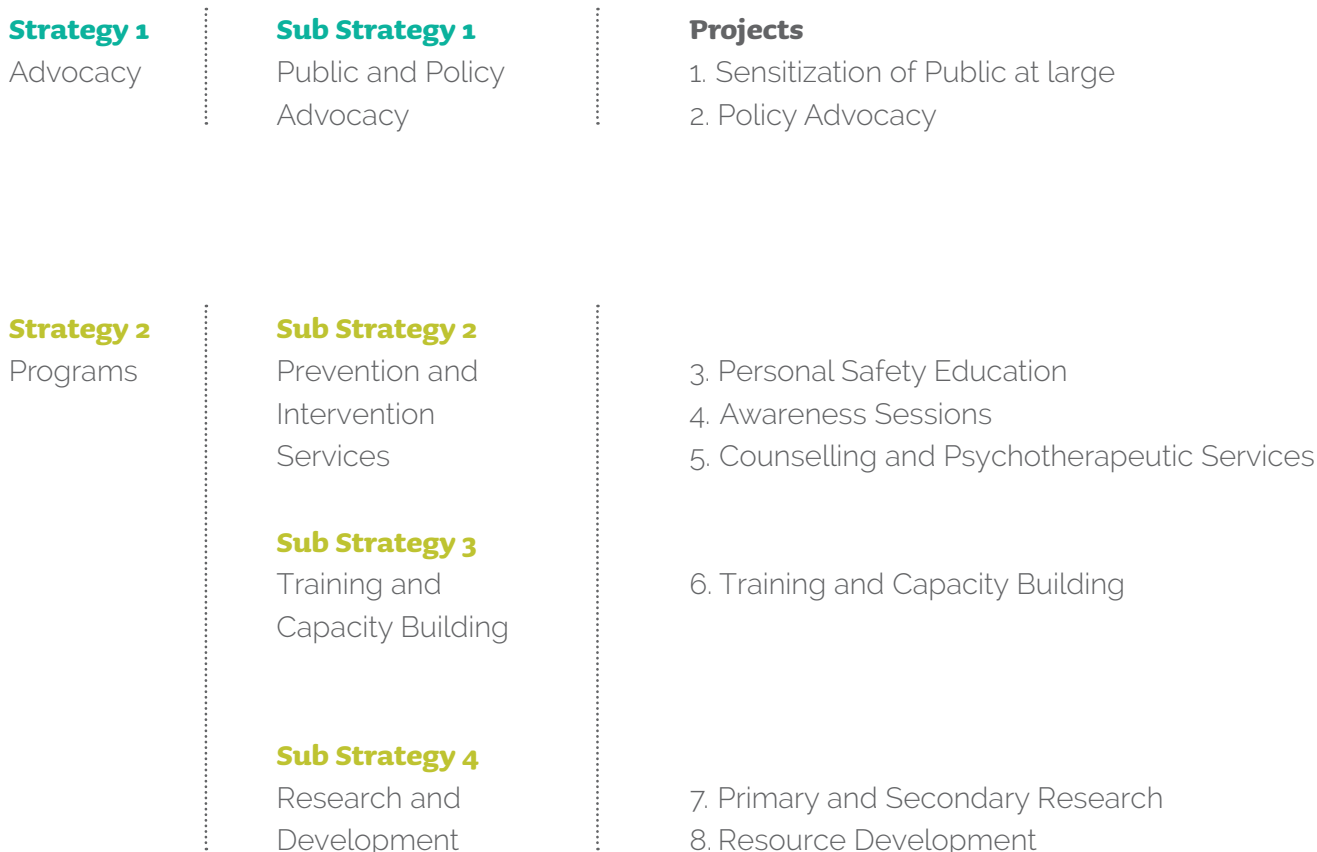 Strategy 1
Advocacy
Sub Strategy 1
Public and Policy
Advocacy
Projects
1. Sensitization of Public at large
2. Policy Advocacy
Strategy 2
Programs
Sub Strategy 2
Prevention and
Intervention
Services
3. Personal Safety Education
4. Awareness Sessions
5. Counselling and Psychotherapeutic Services
Sub Strategy 3
Training and
Capacity Building
6. Training and Capacity Building
Sub Strategy 4
Research and
Development
7. Primary and Secondary Research
8. Resource Development